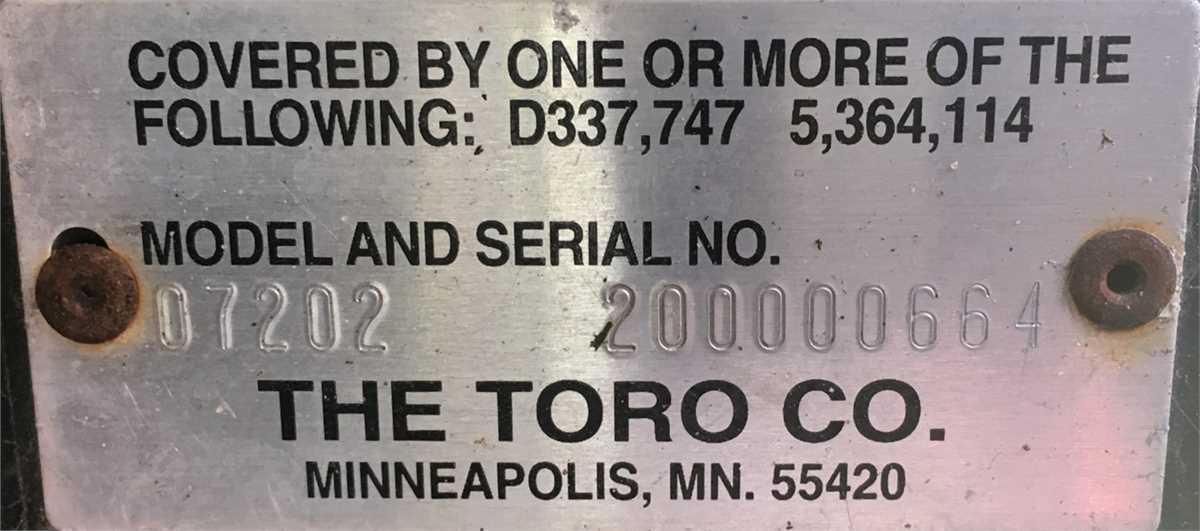 COVERED BY ONE OR MORE OF THE
FOLLOWING: D337,747 5,364,114
MODEL AND SERIAL NO.
07202 200000664
THE TORO CO.
MINNEAPOLIS, MN. 55420